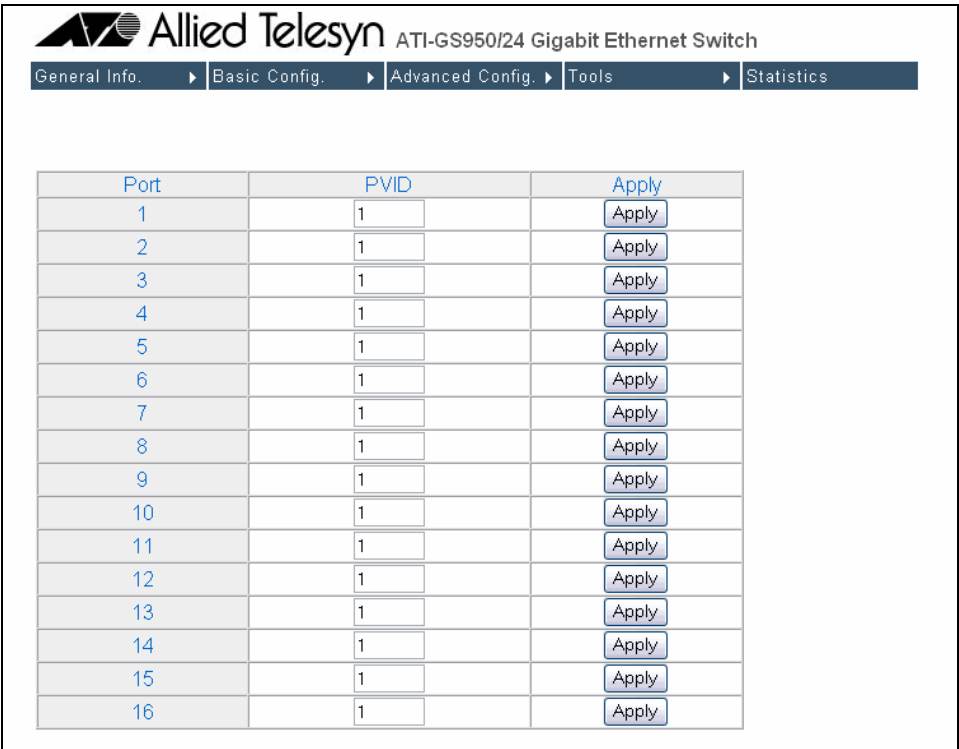 Allied Telesyn ATI-GS950/24 Gigabit Ethernet Switch
General Info. Basic Config. Advanced Config. Tools Statistics
Port PVID Apply
1 1 Apply
2 1 Apply
3 1 Apply
4 1 Apply
5 1 Apply
6 1 Apply
7 1 Apply
8 1 Apply
9 1 Apply
10 1 Apply
11 1 Apply
12 1 Apply
13 1 Apply
14 1 Apply
15 1 Apply
16 1 Apply